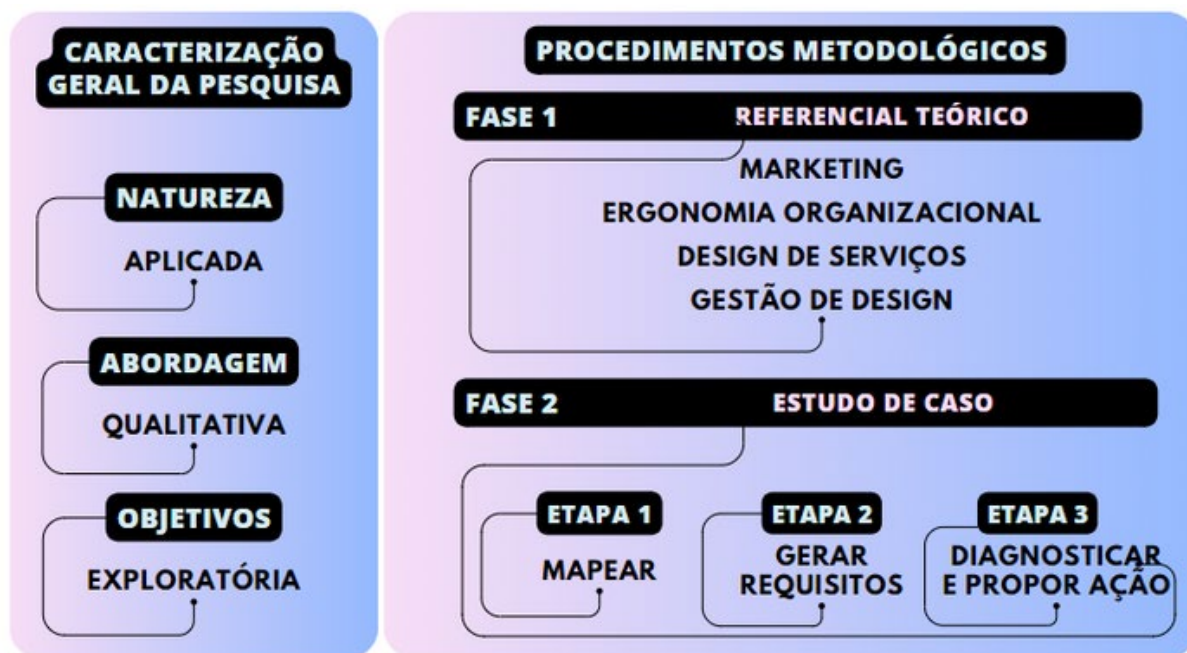 CARACTERIZAÇÃO
GERAL DA PESQUISA
NATUREZA
APLICADA
ABORDAGEM
QUALITATIVA
OBJETIVOS
EXPLORATÓRIA
PROCEDIMENTOS METODOLÓGICOS
FASE 1 REFERENCIAL TEÓRICO
MARKETING
ERGONOMIA ORGANIZACIONAL
DESIGN DE SERVIÇOS
GESTÃO DE DESIGN
FASE 2 ESTUDO DE CASO
ETAPA 1
MAPEAR
ETAPA 2
GERAR
REQUISITOS
ETAPA 3
DIAGNOSTICAR
E PROPOR AÇÃO